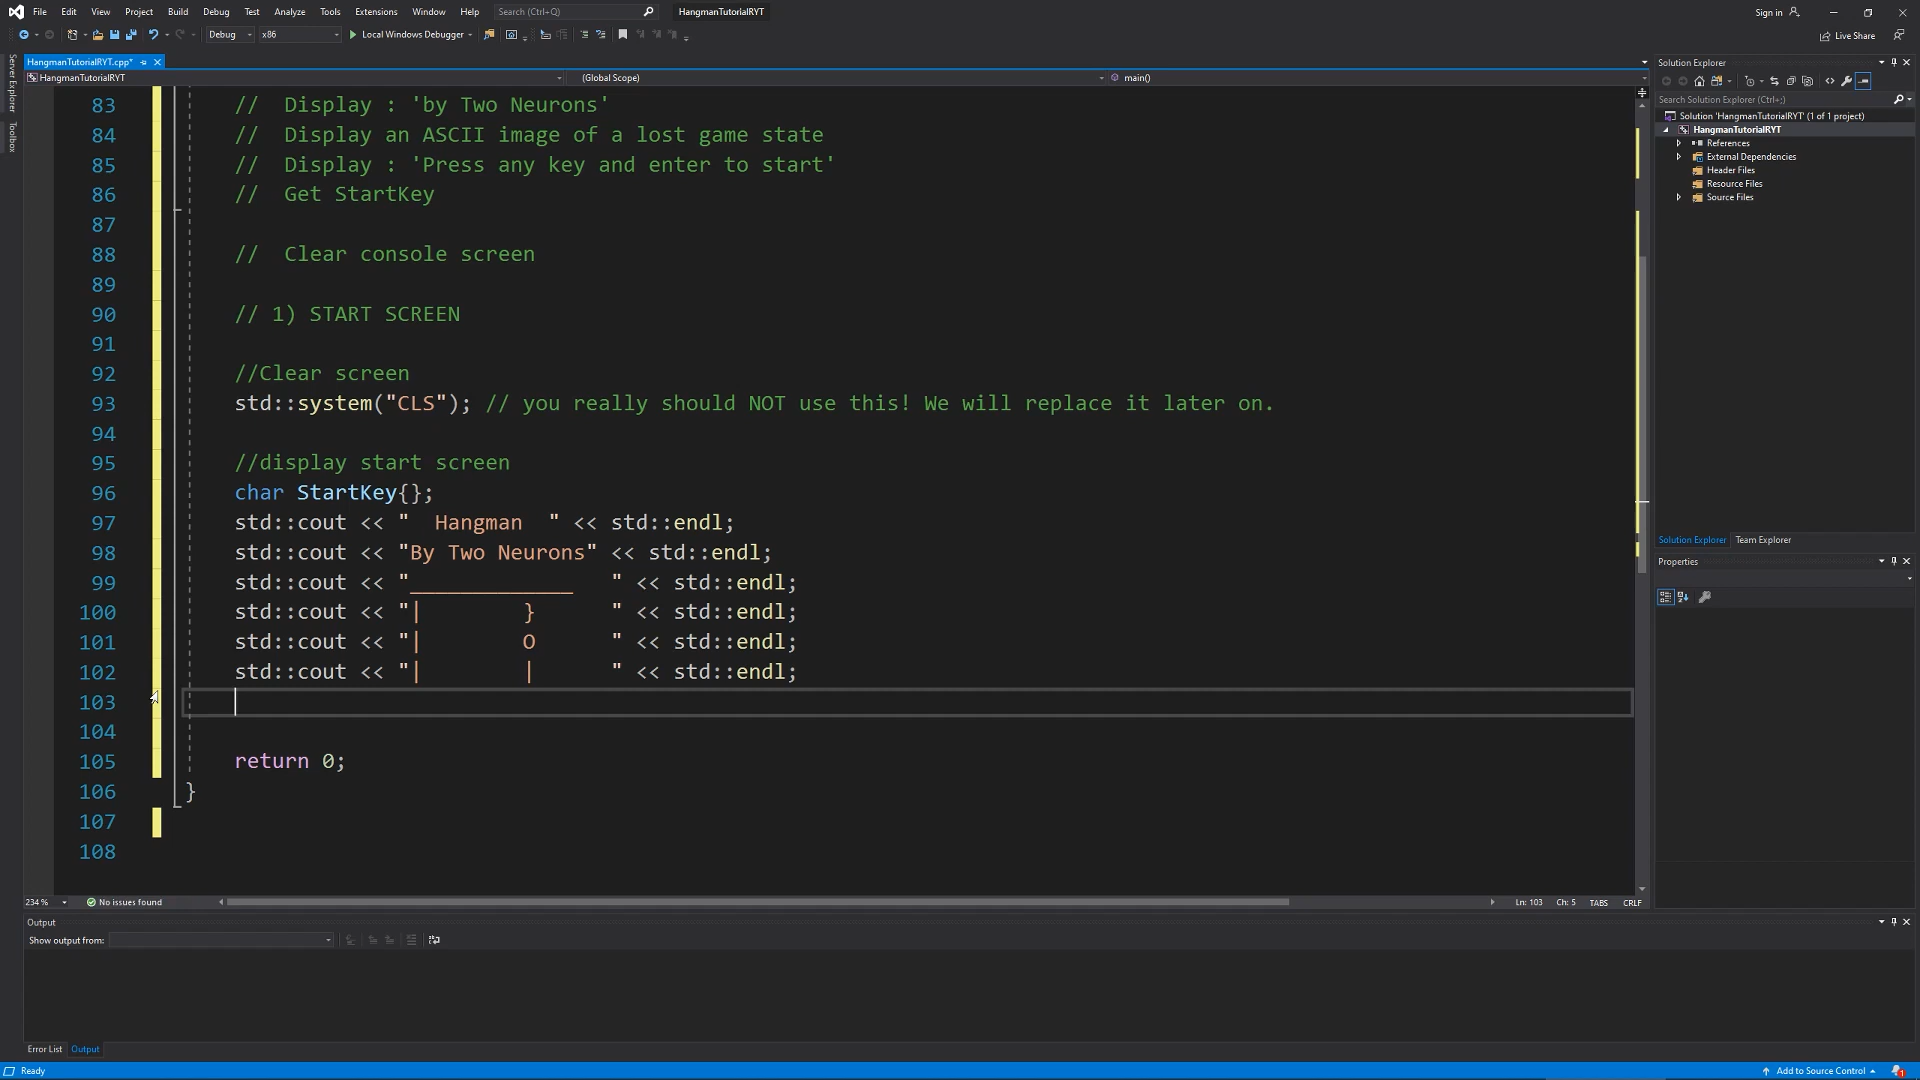 File Edit View Project Build Debug Test Analyze Tools Extensions Window Help Search (Ctrl+Q) HangmanTutorialRYT Sign in
Debug x86 Local Windows Debugger Live Share
Server Explorer
Toolbox
HangmanTutorialRYT.cpp*
HangmanTutorialRYT (Global Scope) main()
83 // Display : 'by Two Neurons'
84 // Display an ASCII image of a lost game state
85 // Display : 'Press any key and enter to start'
86 // Get StartKey
87
88 // Clear console screen
89
90 // 1) START SCREEN
91
92 //Clear screen
93 std::system("CLS"); // you really should NOT use this! We will replace it later on.
94
95 //display start screen
96 char StartKey{};
97 std::cout << "  Hangman  " << std::endl;
98 std::cout << "By Two Neurons" << std::endl;
99 std::cout << "_____________   " << std::endl;
100 std::cout << "|        }      " << std::endl;
101 std::cout << "|        O      " << std::endl;
102 std::cout << "|        |      " << std::endl;
103
104
105 return 0;
106 }
107
108
234 % No issues found Ln: 103 Ch: 5 TABS CRLF
Output
Show output from:
Error List Output
Ready
Solution Explorer
Search Solution Explorer (Ctrl+;)
Solution 'HangmanTutorialRYT' (1 of 1 project)
HangmanTutorialRYT
References
External Dependencies
Header Files
Resource Files
Source Files
Solution Explorer Team Explorer
Properties
Add to Source Control 1